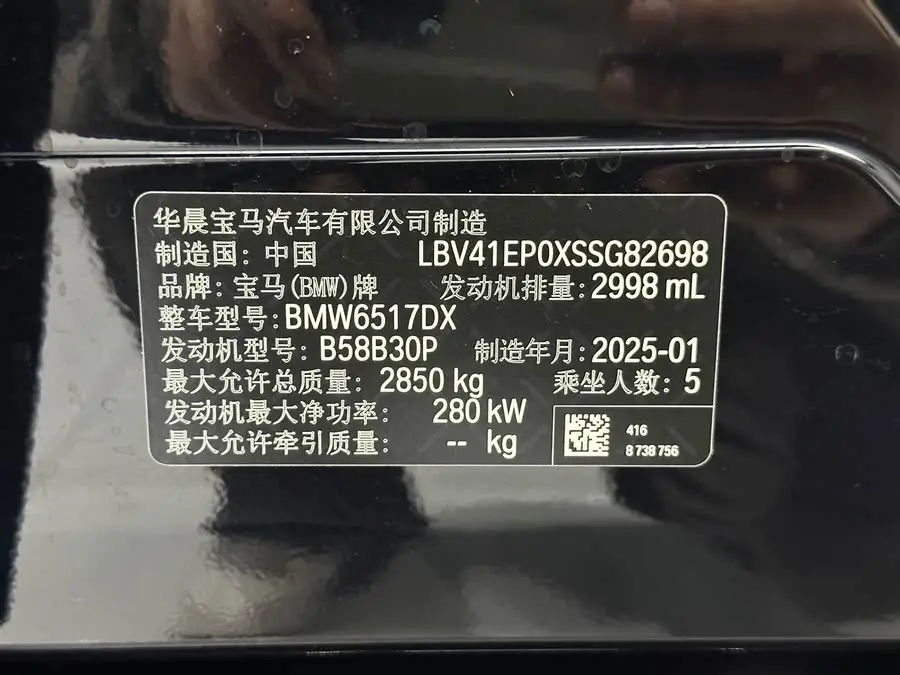 华晨宝马汽车有限公司制造
制造国: 中国 LBV41EP0XSSG82698
品牌: 宝马(BMW)牌 发动机排量: 2998 mL
整车型号: BMW6517DX
发动机型号: B58B30P 制造年月: 2025-01
最大允许总质量: 2850 kg 乘坐人数: 5
发动机最大净功率: 280 kW
最大允许牵引质量: -- kg
416
8 738 756